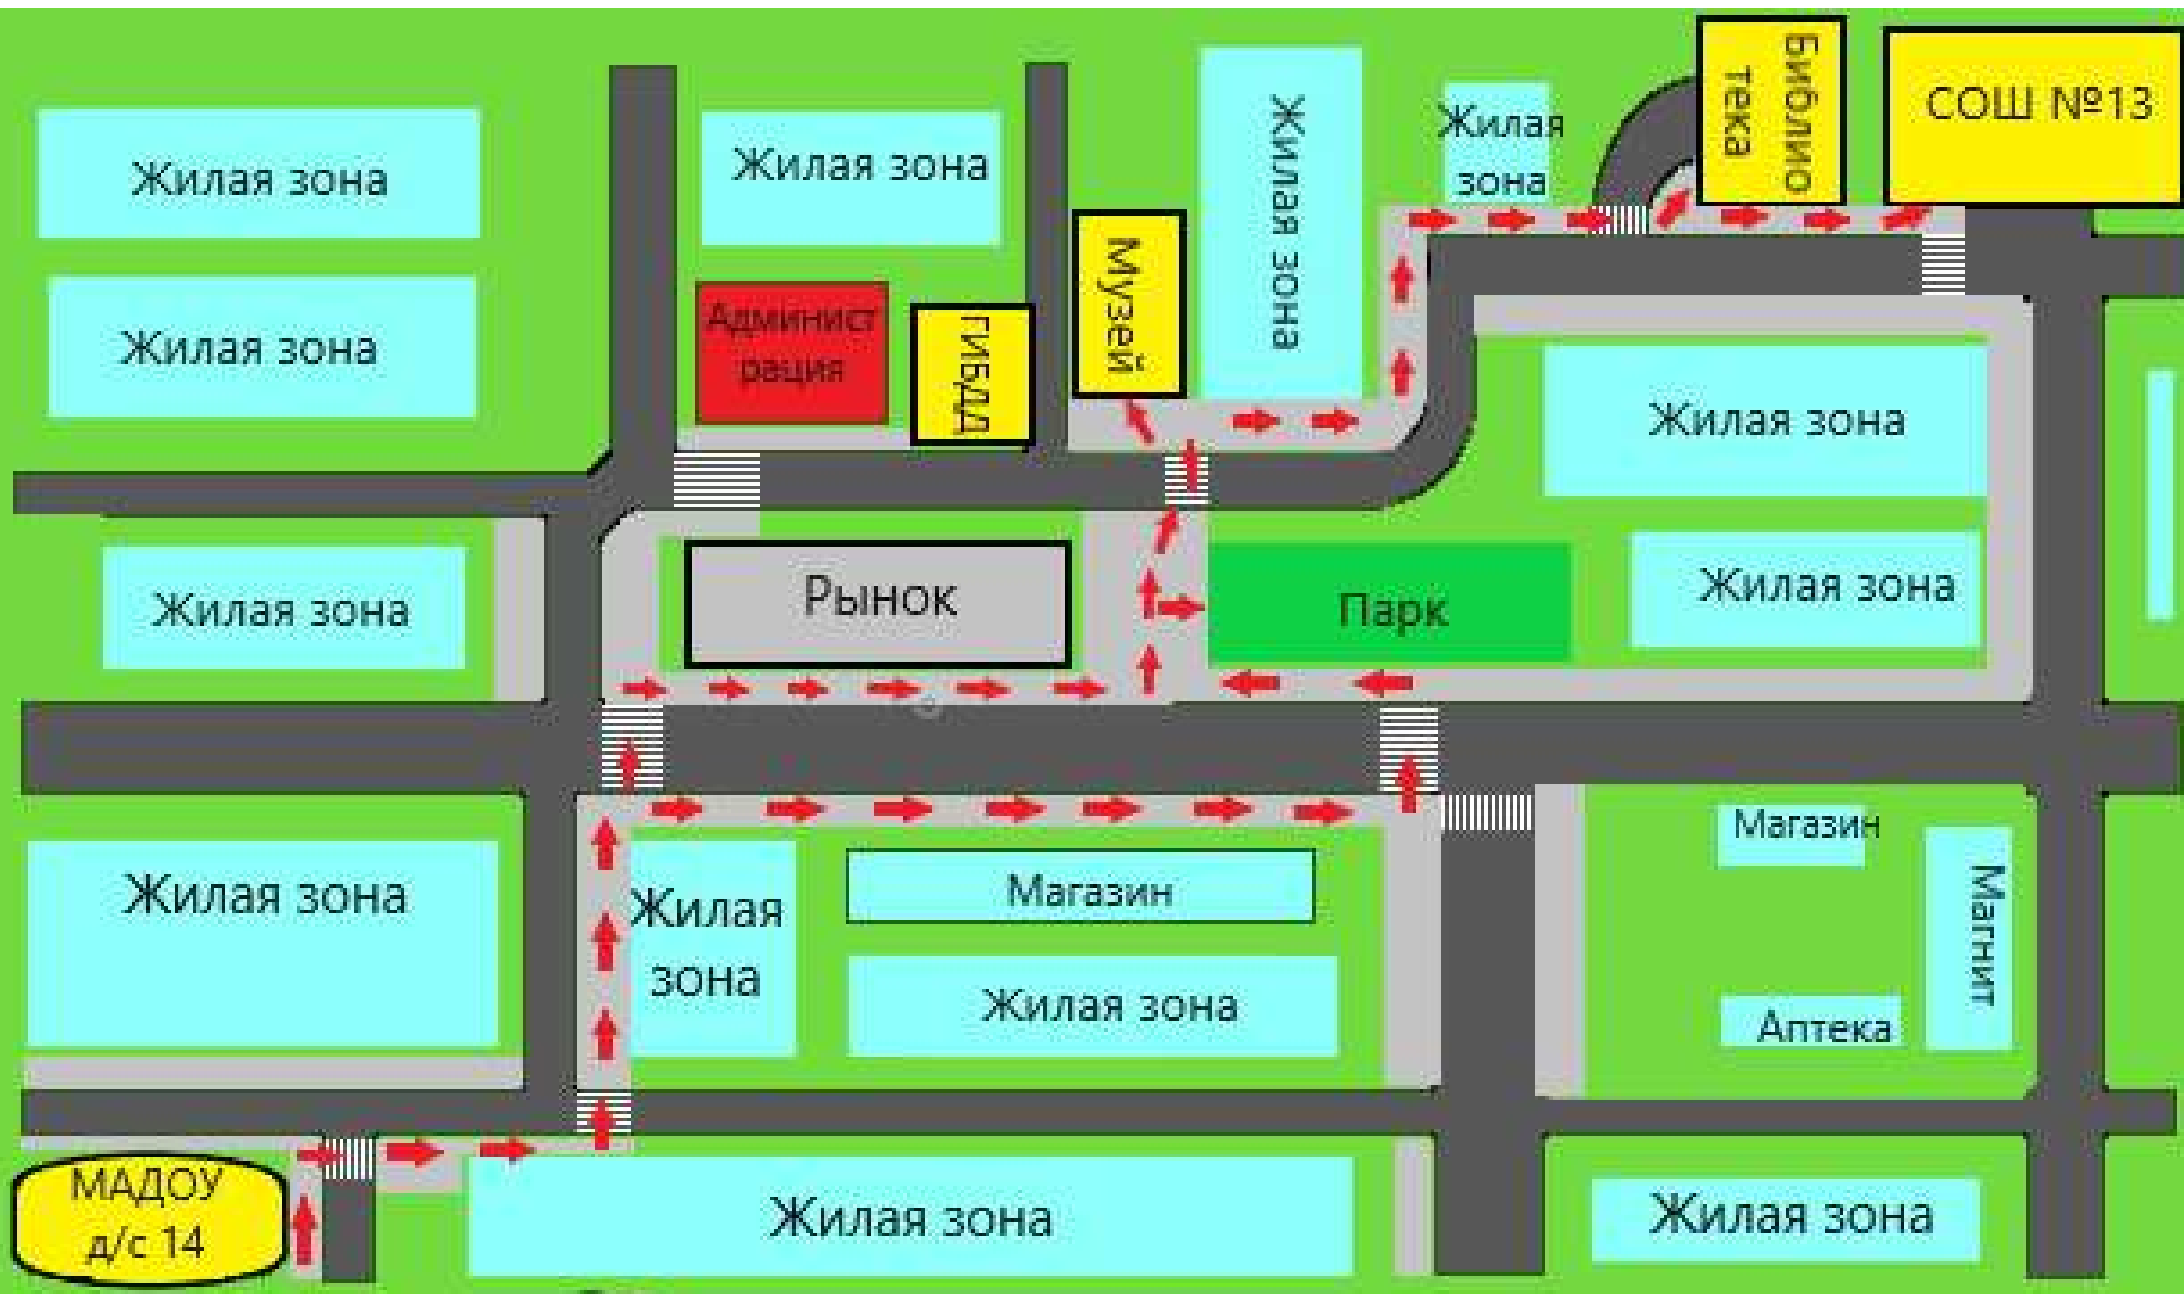 Жилая зона
Жилая зона
Жилая зона
Администрация
ГИБДД
Музей
Жилая зона
Жилая
зона
Библио
тека
СОШ №13
Жилая зона
Жилая зона
Рынок
Парк
Жилая зона
Жилая зона
Жилая
зона
Магазин
Жилая зона
Магазин
Магнит
Аптека
МАДОУ
д/с 14
Жилая зона
Жилая зона